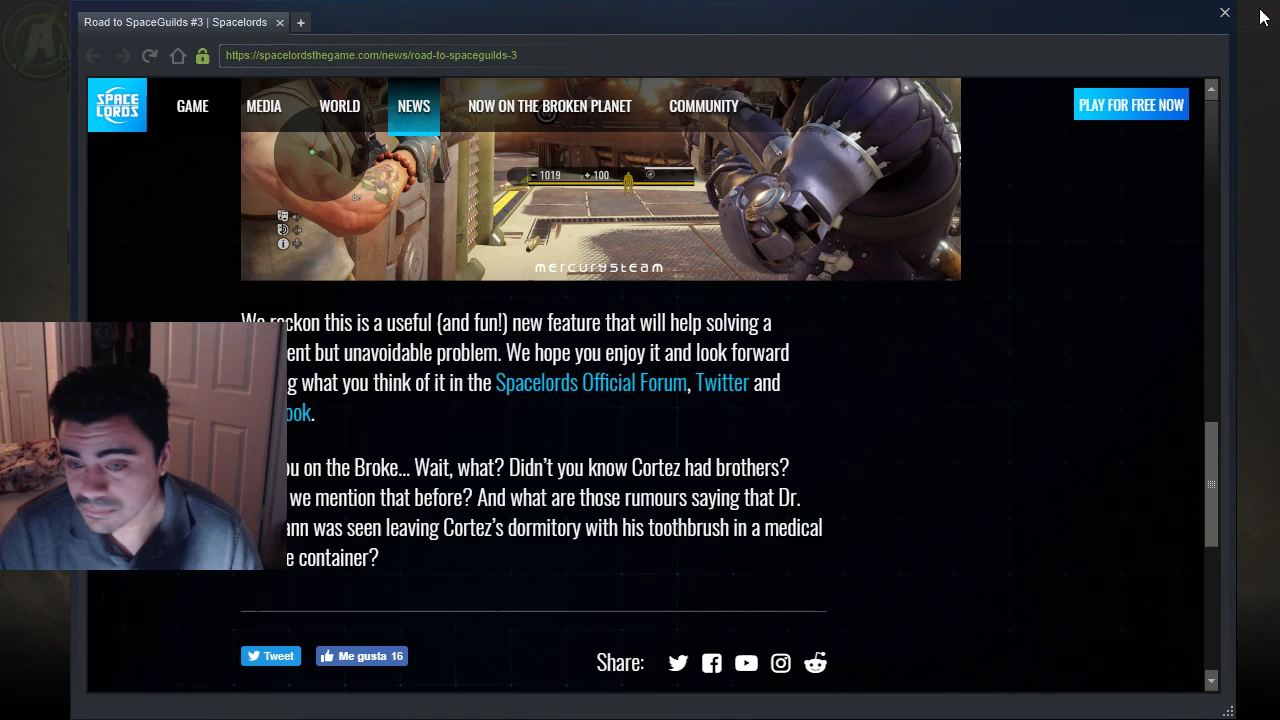 Road to SpaceGuilds #3 | Spacelords
https://spacelordsthegame.com/news/road-to-spaceguilds-3
SPACE LORDS
GAME MEDIA WORLD NEWS NOW ON THE BROKEN PLANET COMMUNITY
PLAY FOR FREE NOW
1019 + 100
mercurysteam
We reckon this is a useful (and fun!) new feature that will help solving a
ent but unavoidable problem. We hope you enjoy it and look forward
g what you think of it in the Spacelords Official Forum, Twitter and
ook.
ou on the Broke... Wait, what? Didn't you know Cortez had brothers?
we mention that before? And what are those rumours saying that Dr.
ann was seen leaving Cortez's dormitory with his toothbrush in a medical
e container?
Tweet
Me gusta 16
Share: